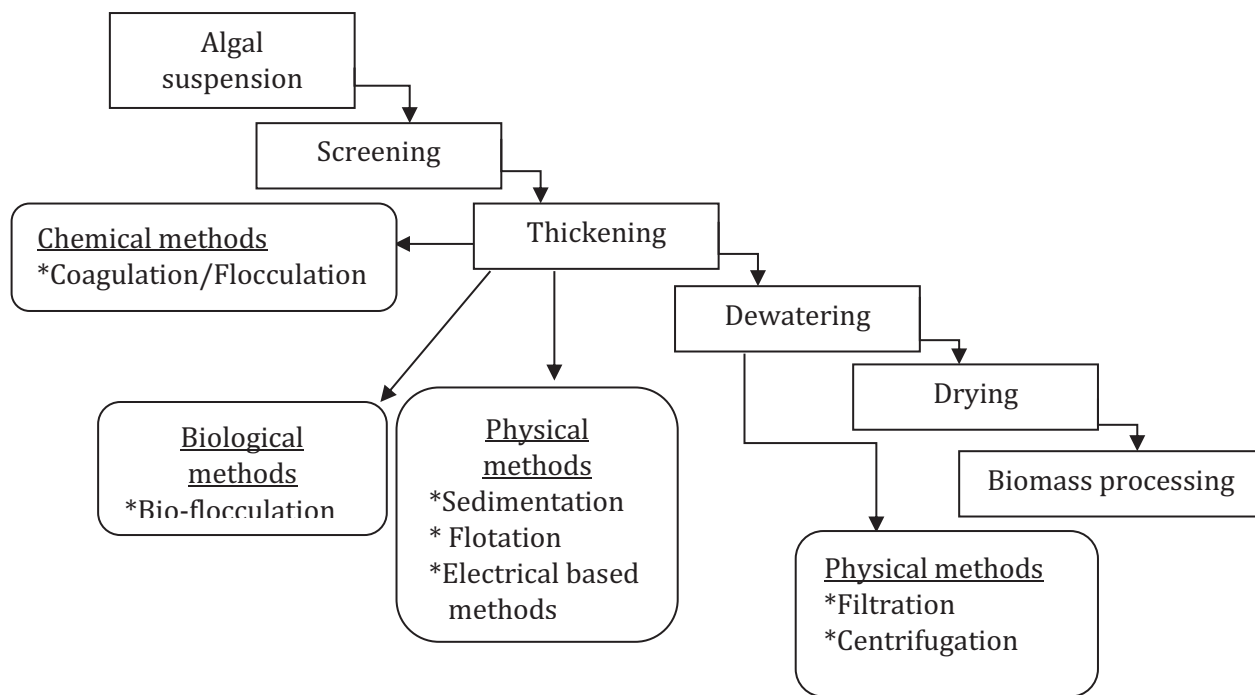 Algal
suspension
Screening
Thickening
Chemical methods
*Coagulation/Flocculation
Dewatering
Drying
Biological
methods
*Bio-flocculation
Physical
methods
*Sedimentation
* Flotation
*Electrical based
methods
Biomass processing
Physical methods
*Filtration
*Centrifugation